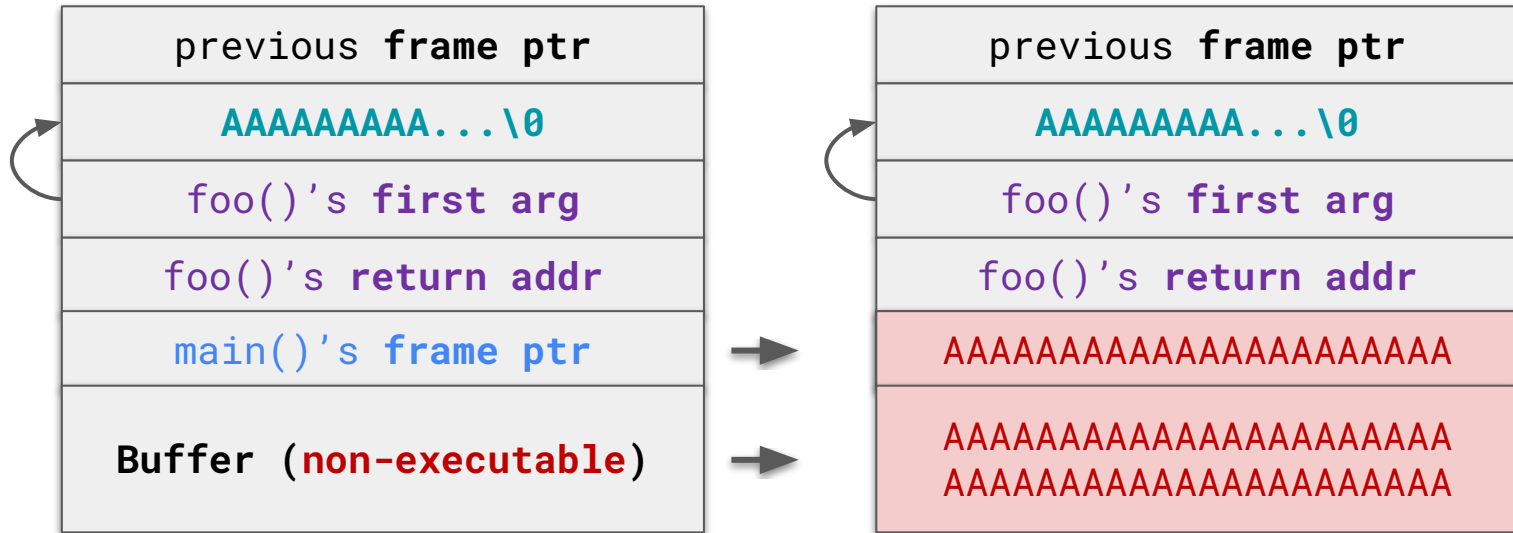 previous frame ptr
AAAAAAAAA...\0
foo()’s first arg
foo()’s return addr
main()’s frame ptr
Buffer (non-executable)
previous frame ptr
AAAAAAAAA...\0
foo()’s first arg
foo()’s return addr
AAAAAAAAAAAAAAAAAAAAAA
AAAAAAAAAAAAAAAAAAAAAA
AAAAAAAAAAAAAAAAAAAAAA